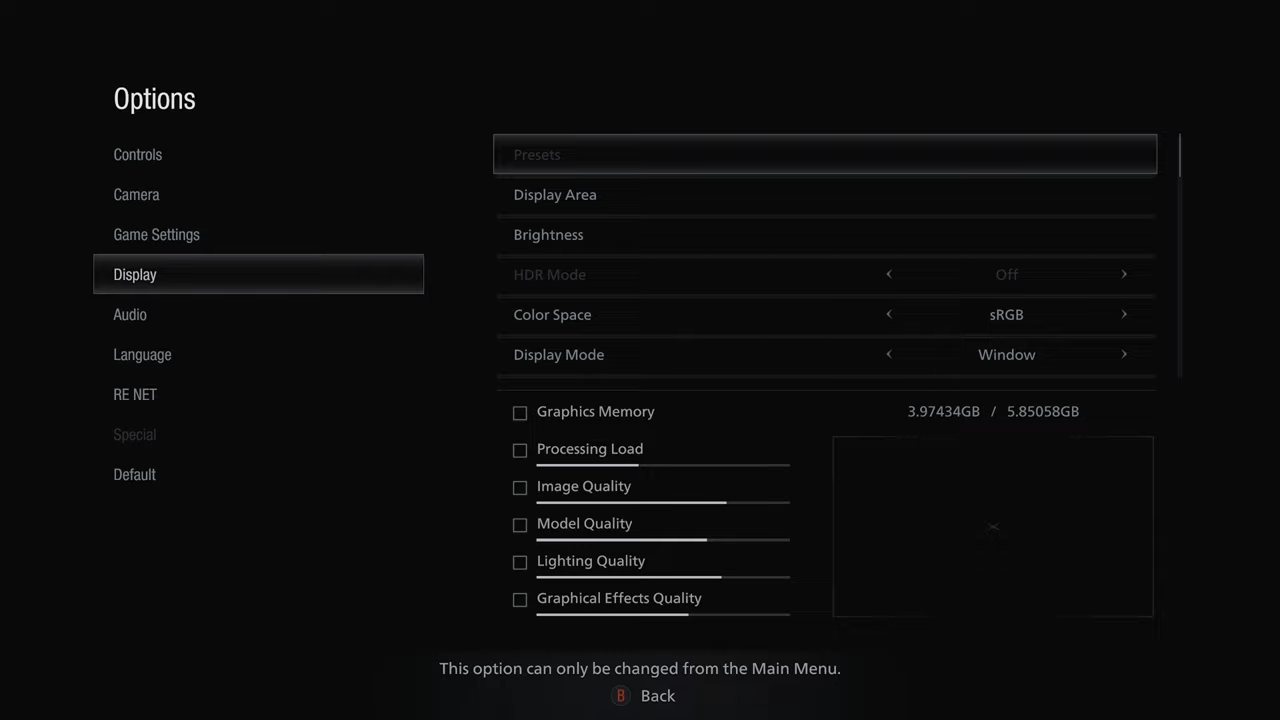 Options
Controls
Camera
Game Settings
Display
Audio
Language
RE NET
Special
Default
Presets
Display Area
Brightness
HDR Mode Off
Color Space sRGB
Display Mode Window
Graphics Memory 3.97434GB / 5.85058GB
Processing Load
Image Quality
Model Quality
Lighting Quality
Graphical Effects Quality
This option can only be changed from the Main Menu.
B Back